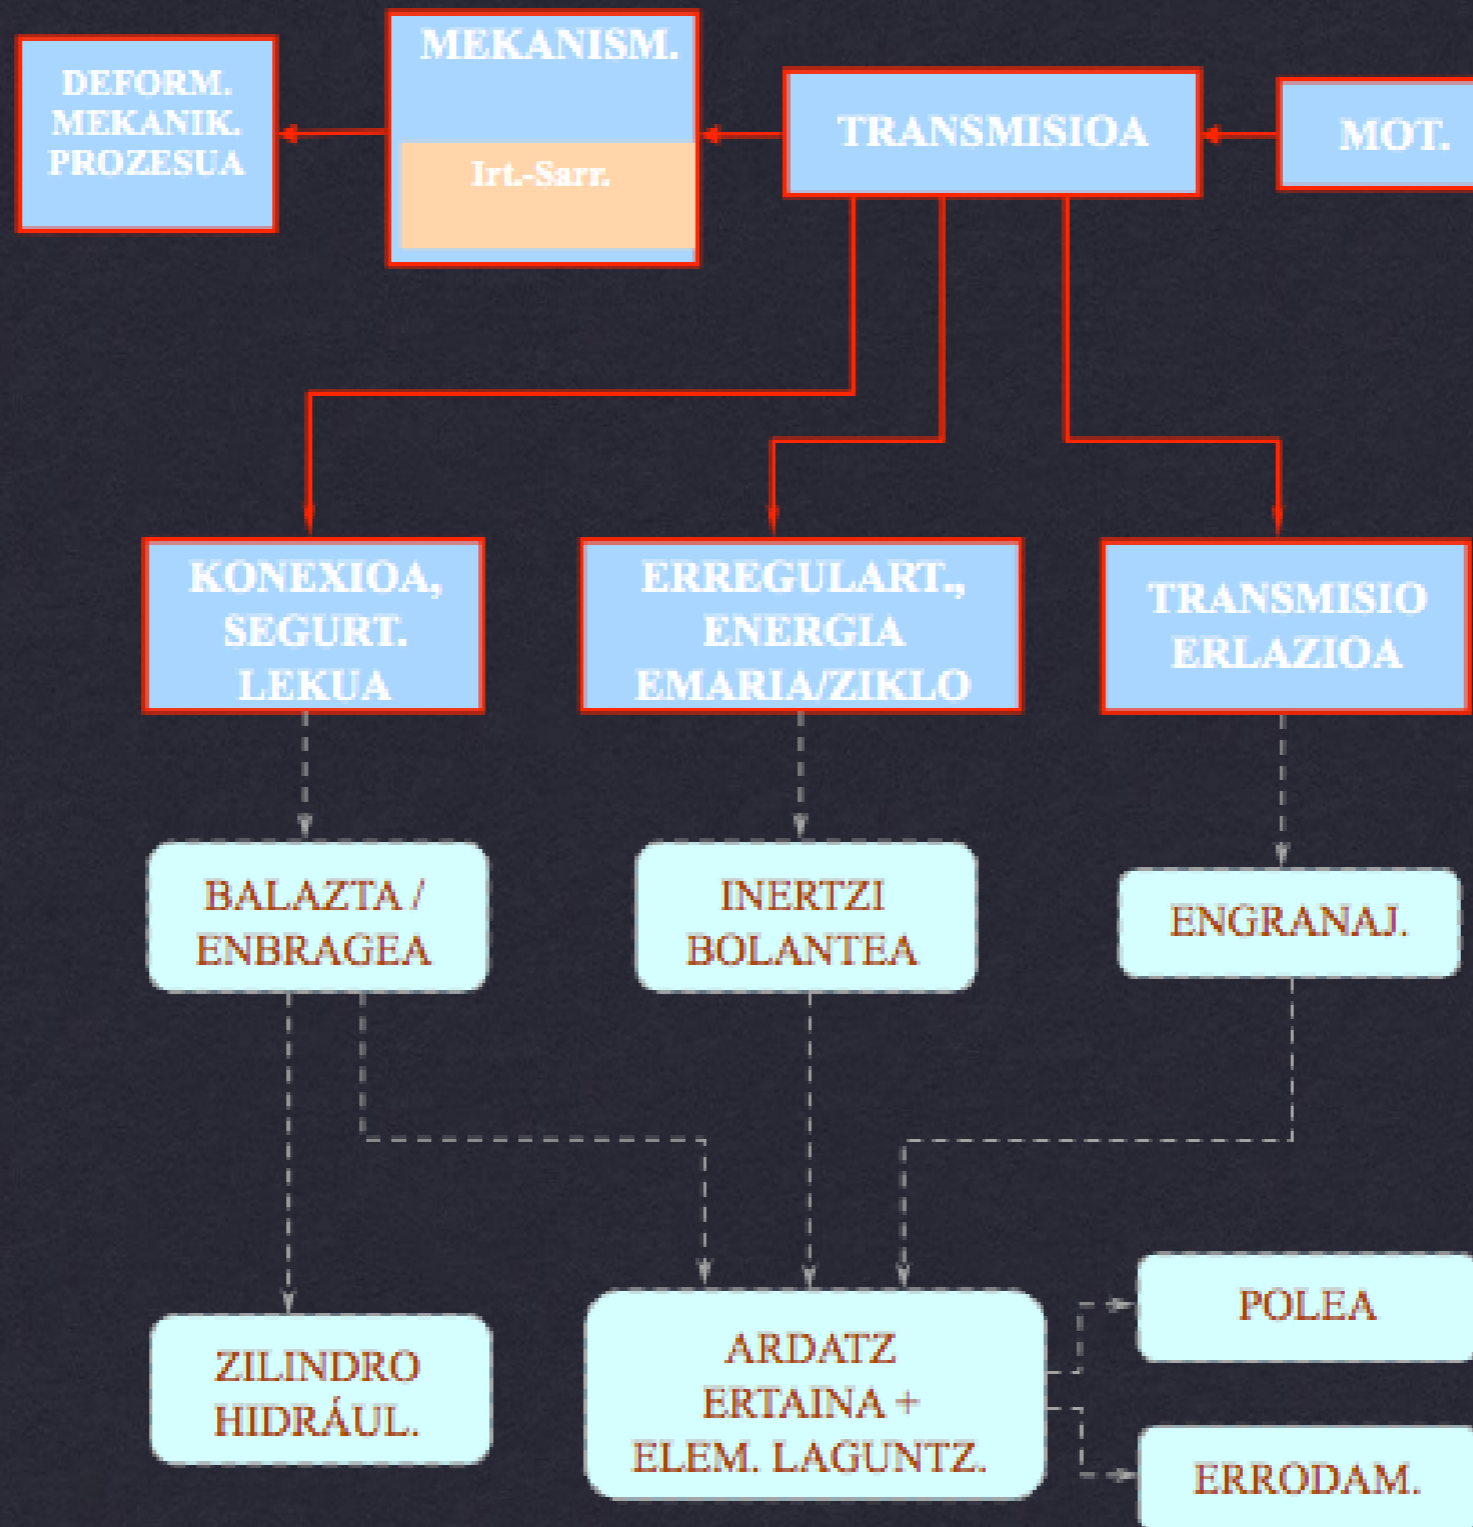 DEFORM.
MEKANIK.
PROZESUA
MEKANISM.
Irt.-Sarr.
TRANSMISIOA
MOT.
KONEXIOA,
SEGURT.
LEKUA
ERREGULART.,
ENERGIA
EMARIA/ZIKLO
TRANSMISIO
ERLAZIOA
BALAZTA /
ENBRAGEA
INERTZI
BOLANTEA
ENGRANAJ.
ZILINDRO
HIDRÁUL.
ARDATZ
ERTAINA +
ELEM. LAGUNTZ.
POLEA
ERRODAM.